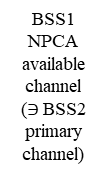 BSS1
NPCA
available
channel
(∋ BSS2
primary
channel)